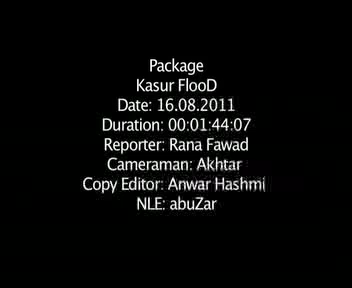 Package
Kasur FlooD
Date: 16.08.2011
Duration: 00:01:44:07
Reporter: Rana Fawad
Cameraman: Akhtar
Copy Editor: Anwar Hashmi
NLE: abuZar